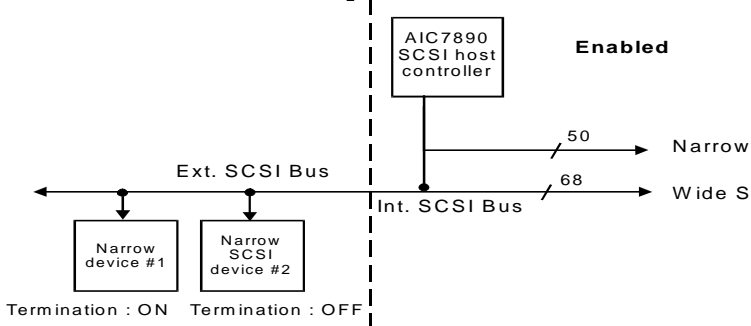 AIC7890
SCSI host
controller
Enabled
50
Narrow
Ext. SCSI Bus
68
Int. SCSI Bus
Wide S
Narrow
device #1
Narrow
SCSI
device #2
Termination : ON
Termination : OFF